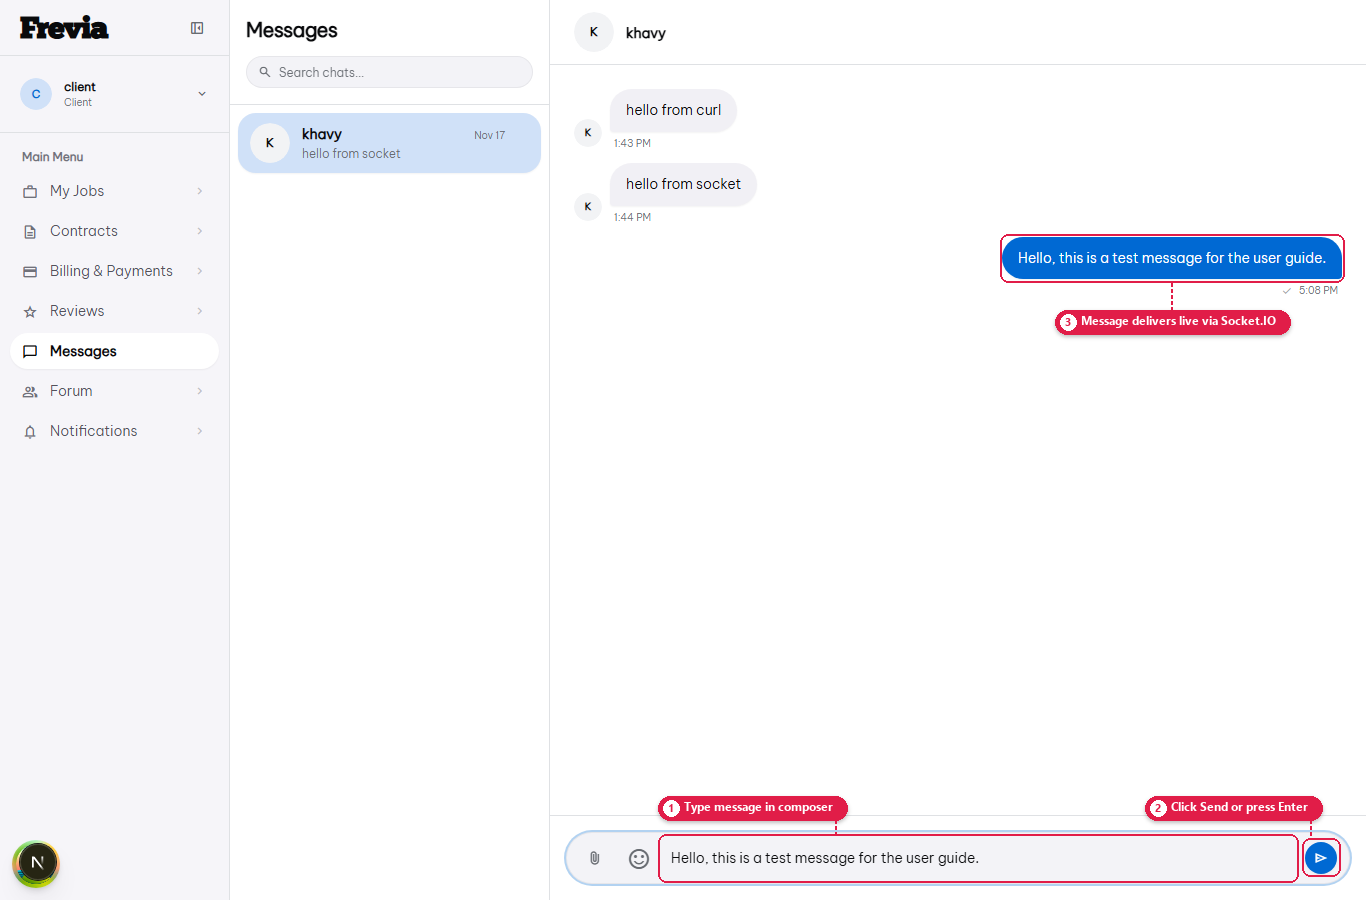 Frevia
C
client
Client
Main Menu
My Jobs
Contracts
Billing & Payments
Reviews
Messages
Forum
Notifications
N
Messages
Search chats...
K
khavy
Nov 17
hello from socket
K
khavy
hello from curl
K
1:43 PM
hello from socket
K
1:44 PM
Hello, this is a test message for the user guide.
5:08 PM
3 Message delivers live via Socket.IO
1 Type message in composer
2 Click Send or press Enter
Hello, this is a test message for the user guide.